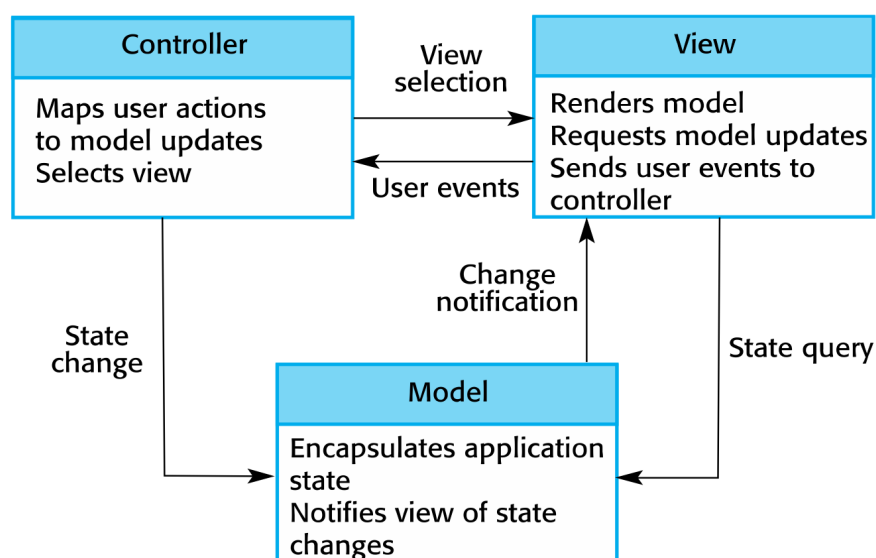 Controller
Maps user actions
to model updates
Selects view
View
selection
User events
View
Renders model
Requests model updates
Sends user events to
controller
State
change
Change
notification
State query
Model
Encapsulates application
state
Notifies view of state
changes